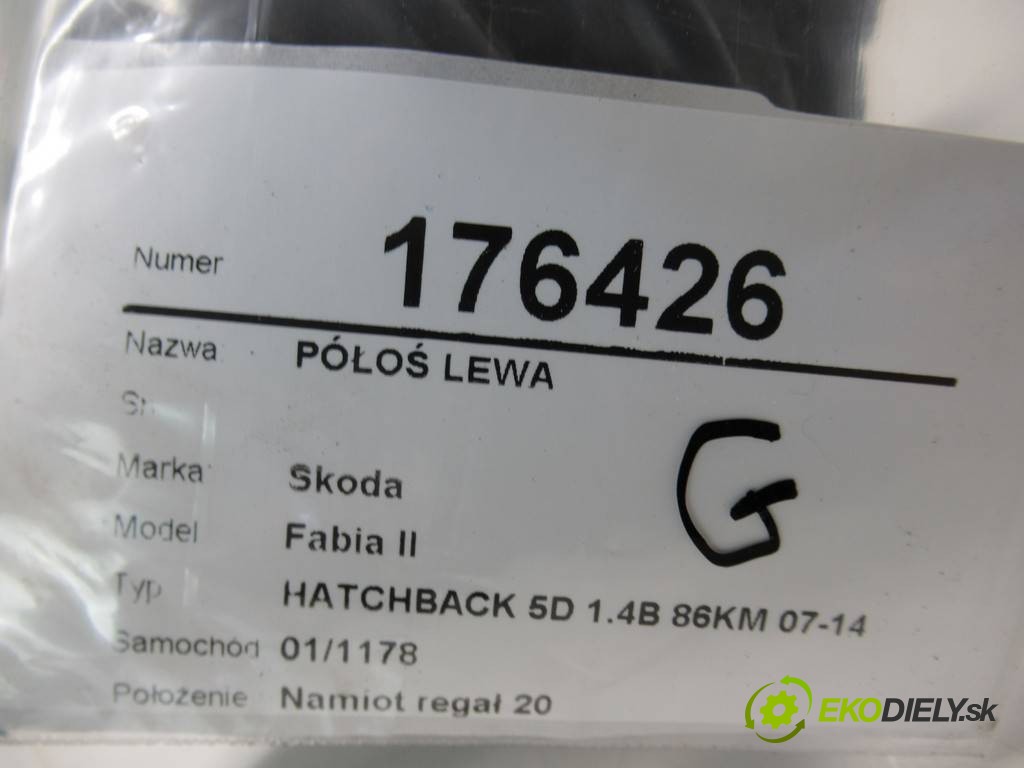 Numer 176426
Nazwa PÓŁOŚ LEWA
Marka Skoda
G
Model Fabia II
Typ HATCHBACK 5D 1.4B 86KM 07-14
Samochód 01/1178
Położenie Namiot regał 20
EKODIELY.sk